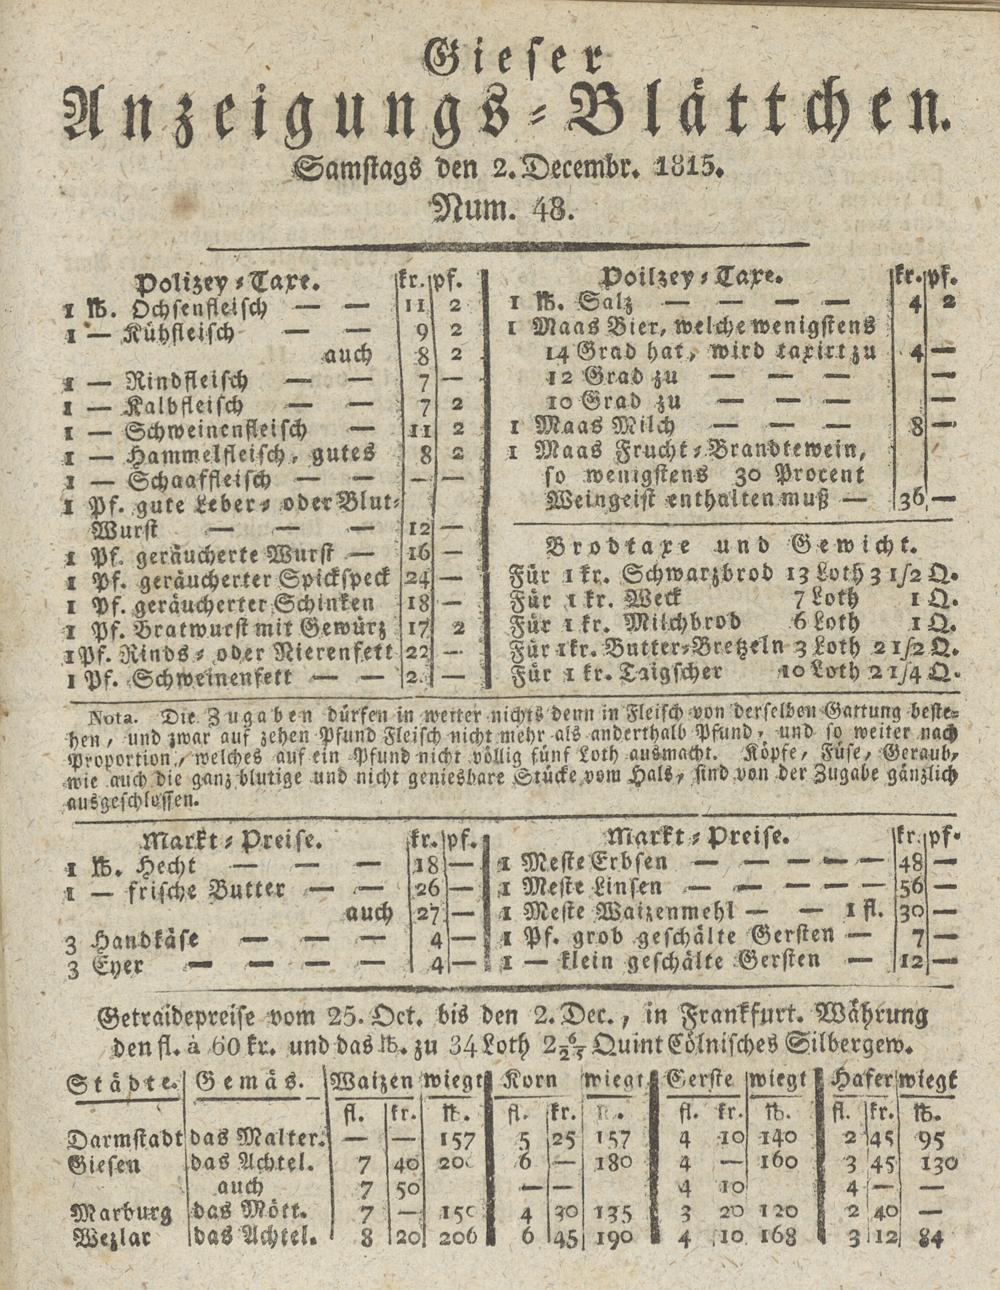 Gieser
Anzeigungs-Blättchen.
Samstags den 2. Decembr. 1815.
Num. 48.
Polizey-Taxe. kr. pf.
1 ℔. Ochsenfleisch — — 11 2
1 — Kühfleisch — — 9 2
auch 8 2
1 — Rindfleisch — — 7 —
1 — Kalbfleisch — — 7 2
1 — Schweinenfleisch — 11 2
1 — Hammelfleisch, gutes 8 2
1 — Schaaffleisch — — — —
1 Pf. gute Leber- oder Blut-
Wurst — — — 12 —
1 Pf. geräucherte Wurst — 16 —
1 Pf. geräucherter Spickspeck 24 —
1 Pf. geräucherter Schinken 18 —
1 Pf. Bratwurst mit Gewürz 17 2
1 Pf. Rinds- oder Nierenfett 22 —
1 Pf. Schweinenfett — — —
Poilzey-Taxe. kr. pf.
1 ℔. Salz — — — — 4 2
1 Maas Bier, welche wenigstens
14 Grad hat, wird taxirt zu 4 —
12 Grad zu — — — —
10 Grad zu — — — —
1 Maas Milch — — — 8 —
1 Maas Frucht-Brandtewein,
so wenigstens 30 Procent
Weingeist enthalten muß — 36 —
Brodtaxe und Gewicht.
Für 1 kr. Schwarzbrod 13 Loth 3 1/2 Q.
Für 1 kr. Weck 7 Loth 1 Q.
Für 1 kr. Milchbrod 6 Loth 1 Q.
Für 1kr. Butter-Bretzeln 3 Loth 2 1/2 Q.
Für 1 kr. Taigscher 10 Loth 2 1/4 Q.
Nota. Die Zugaben dürfen in weiter nichts denn in Fleisch von derselben Gattung beste-
hen, und zwar auf zehen Pfund Fleisch nicht mehr als anderthalb Pfund, und so weiter nach
Proportion, welches auf ein Pfund nicht völlig fünf Loth ausmacht. Köpfe, Füse, Geraub,
wie auch die ganz blutige und nicht geniesbare Stücke vom Hals, sind von der Zugabe gänzlich
ausgeschlossen.
Markt-Preise. kr. pf.
1 ℔. Hecht — — — 18 —
1 — frische Butter — — 26 —
auch 27 —
3 Handkäse — — — 4 —
3 Eyer — — — — 4 —
Markt-Preise. kr. pf.
1 Meste Erbsen — — — — — 48 —
1 Meste Linsen — — — — — 56 —
1 Meste Waizenmehl — — 1 fl. 30 —
1 Pf. grob geschälte Gersten — 7 —
1 — klein geschälte Gersten — 12 —
Getraidepreise vom 25. Oct. bis den 2. Dec., in Frankfurt. Währung
den fl. à 60 kr. und das ℔. zu 34 Loth Quint Cölnisches Silbergew.
Städte. Gemäs. Waizen wiegt Korn wiegt Gerste wiegt Hafer wiegt
fl. kr. ℔. fl. kr. ℔. fl. kr. ℔. fl. kr. ℔.
Darmstadt das Malter. — — 157 5 25 157 4 10 140 2 45 95
Giesen das Achtel. 7 40 6 — 180 4 — 160 3 45 130
auch 7 50 — — 4 10 4 — —
Marburg das Mött. 7 — 4 30 135 3 20 120 2 40 —
Wezlar das Achtel. 8 20 206 6 45 190 4 10 168 3 12 84